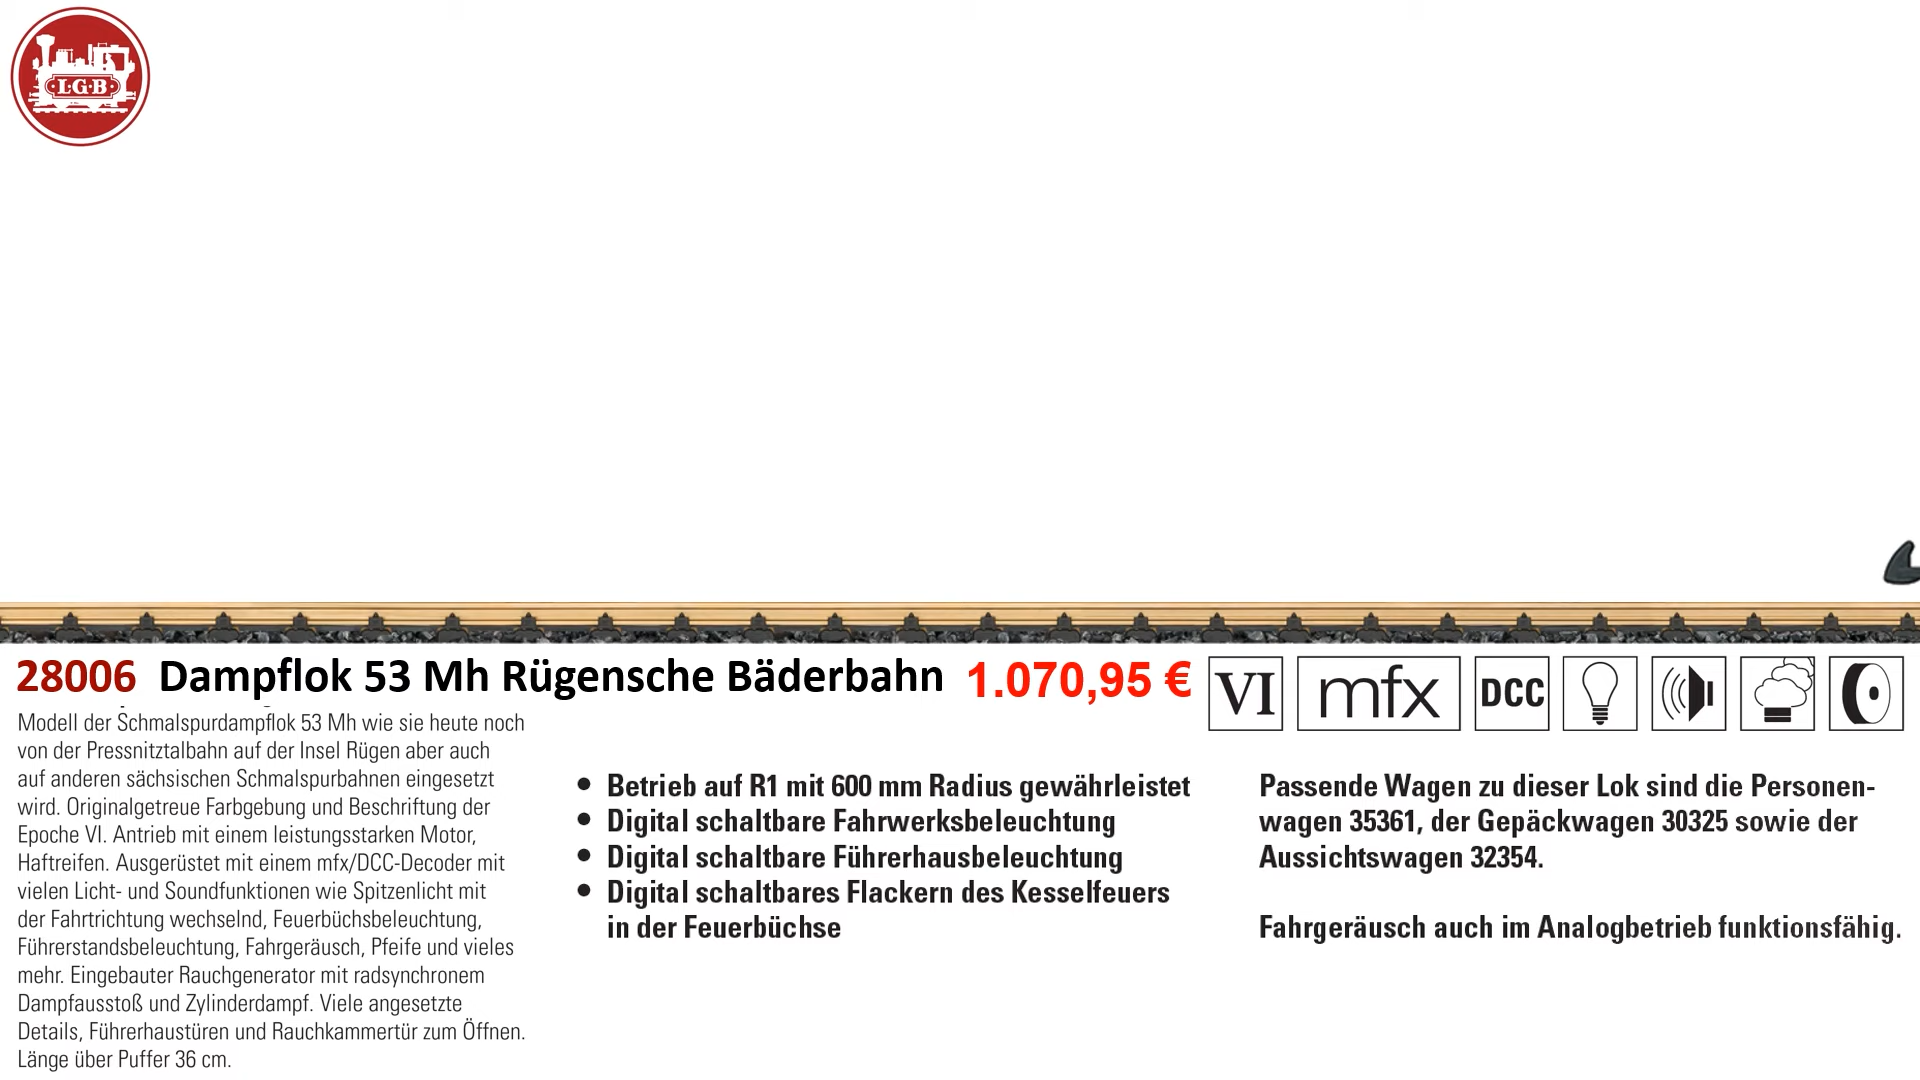 L.G.B
28006 Dampflok 53 Mh Rügensche Bäderbahn 1.070,95 €
VI mfx DCC
Modell der Schmalspurdampflok 53 Mh wie sie heute noch
von der Pressnitztalbahn auf der Insel Rügen aber auch
auf anderen sächsischen Schmalspurbahnen eingesetzt
wird. Originalgetreue Farbgebung und Beschriftung der
Epoche VI. Antrieb mit einem leistungsstarken Motor,
Haftreifen. Ausgerüstet mit einem mfx/DCC-Decoder mit
vielen Licht- und Soundfunktionen wie Spitzenlicht mit
der Fahrtrichtung wechselnd, Feuerbüchsbeleuchtung,
Führerstandsbeleuchtung, Fahrgeräusch, Pfeife und vieles
mehr. Eingebauter Rauchgenerator mit radsynchronem
Dampfausstoß und Zylinderdampf. Viele angesetzte
Details, Führerhaustüren und Rauchkammertür zum Öffnen.
Länge über Puffer 36 cm.
• Betrieb auf R1 mit 600 mm Radius gewährleistet
• Digital schaltbare Fahrwerksbeleuchtung
• Digital schaltbare Führerhausbeleuchtung
• Digital schaltbares Flackern des Kesselfeuers
in der Feuerbüchse
Passende Wagen zu dieser Lok sind die Personen-
wagen 35361, der Gepäckwagen 30325 sowie der
Aussichtswagen 32354.
Fahrgeräusch auch im Analogbetrieb funktionsfähig.